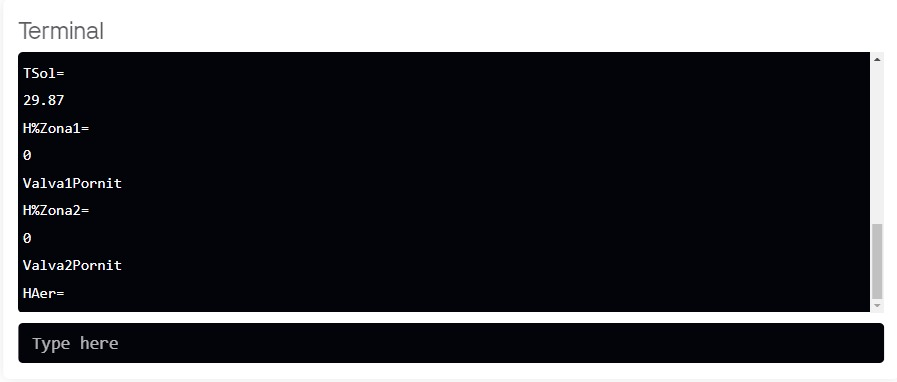 Terminal
TSol=
29.87
H%Zona1=
0
Valva1Pornit
H%Zona2=
0
Valva2Pornit
HAer=
Type here